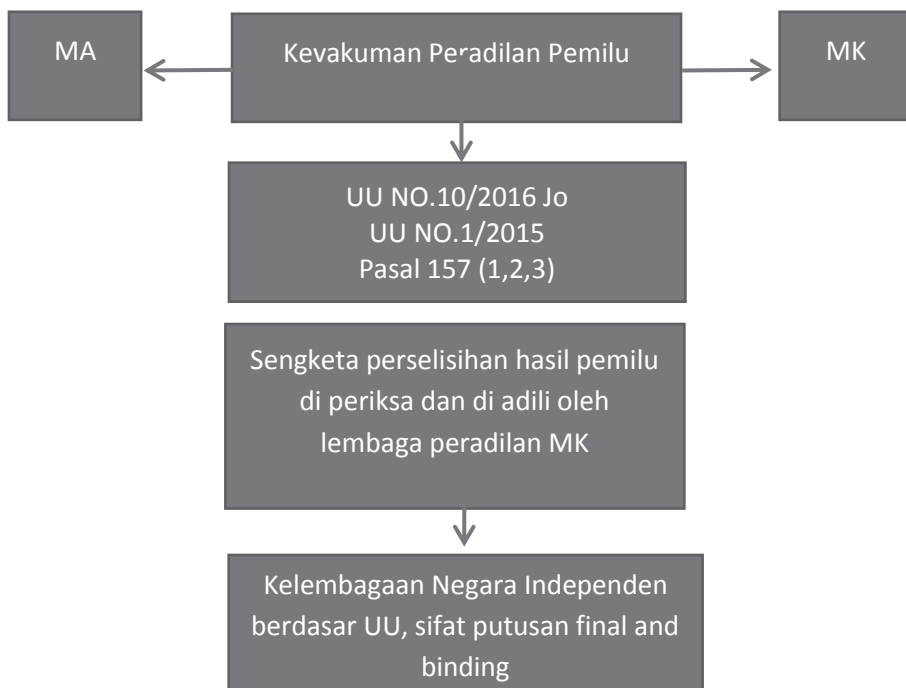 MA
Kevakuman Peradilan Pemilu
MK
UU NO.10/2016 Jo
UU NO.1/2015
Pasal 157 (1,2,3)
Sengketa perselisihan hasil pemilu
di periksa dan di adili oleh
lembaga peradilan MK
Kelembagaan Negara Independen
berdasar UU, sifat putusan final and
binding